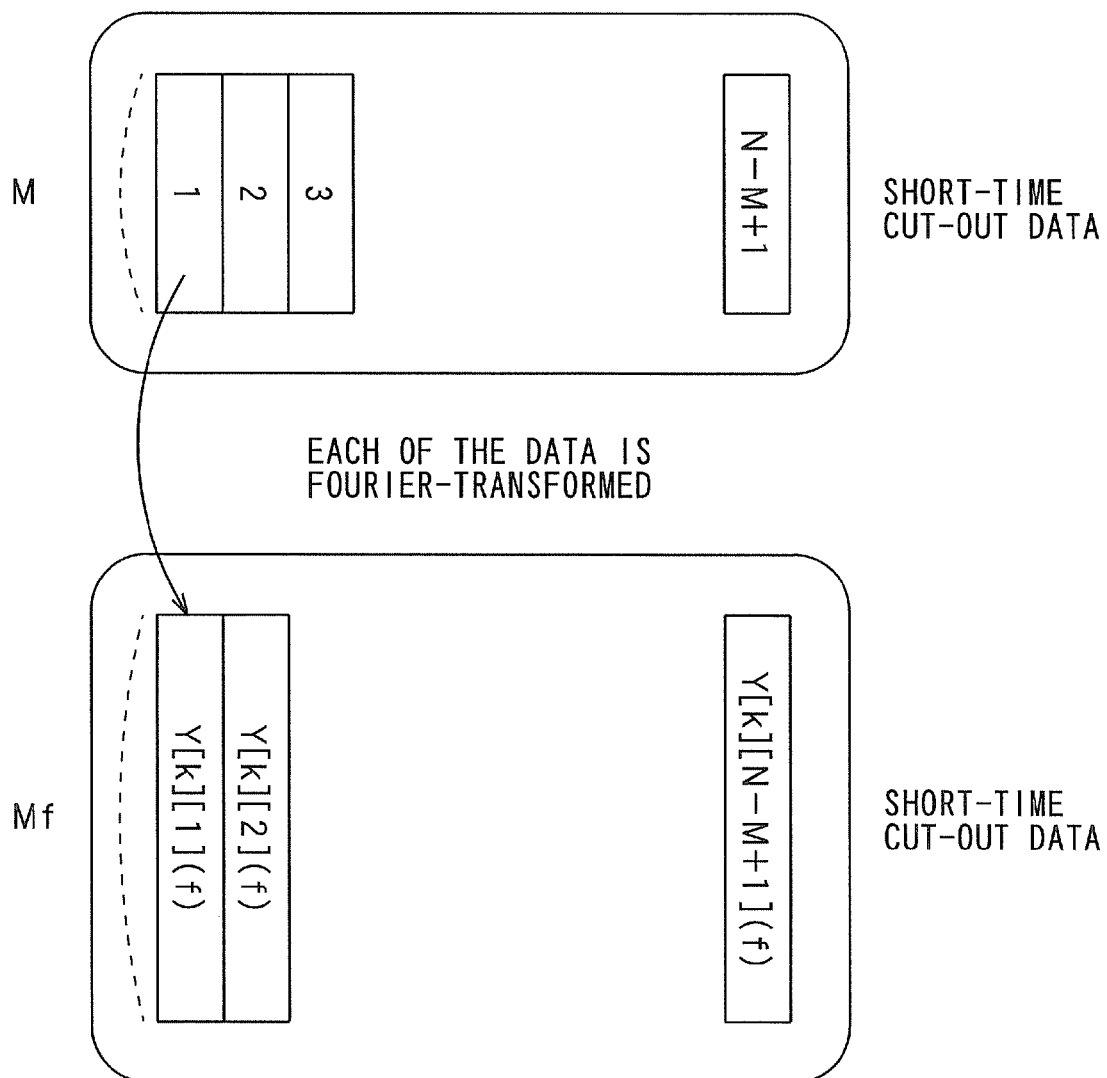 M
1
2
3
N-M+1
SHORT-TIME
CUT-OUT DATA
EACH OF THE DATA IS
FOURIER-TRANSFORMED
Mf
Y[k][1](f)
Y[k][2](f)
Y[k][N-M+1](f)
SHORT-TIME
CUT-OUT DATA